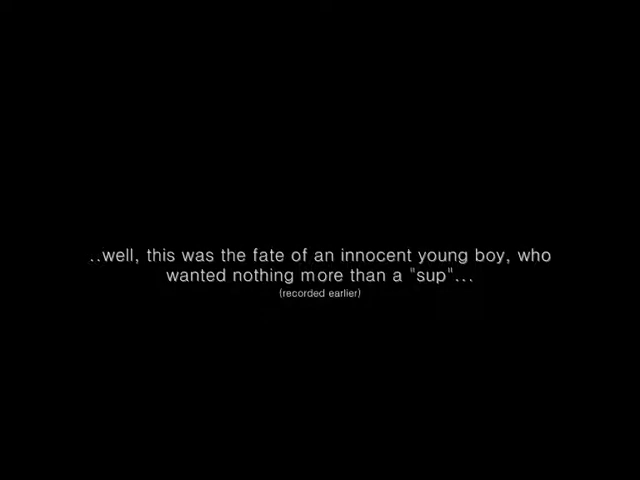 ..well, this was the fate of an innocent young boy, who
wanted nothing more than a "sup"...
(recorded earlier)